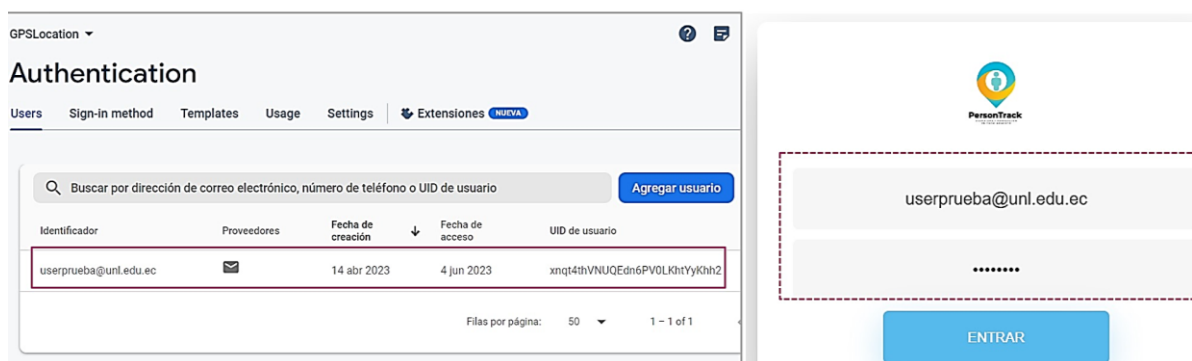 GPSLocation
Authentication
Users Sign-in method Templates Usage Settings Extensiones NUEVA
Buscar por dirección de correo electrónico, número de teléfono o UID de usuario Agregar usuario
Identificador Proveedores Fecha de creación Fecha de acceso UID de usuario
userprueba@unl.edu.ec 14 abr 2023 4 jun 2023 xnqt4thVNUQEdn6PV0LKhtYyKhh2
Filas por página: 50 1 – 1 of 1
PersonTrack
userprueba@unl.edu.ec
••••••••
ENTRAR